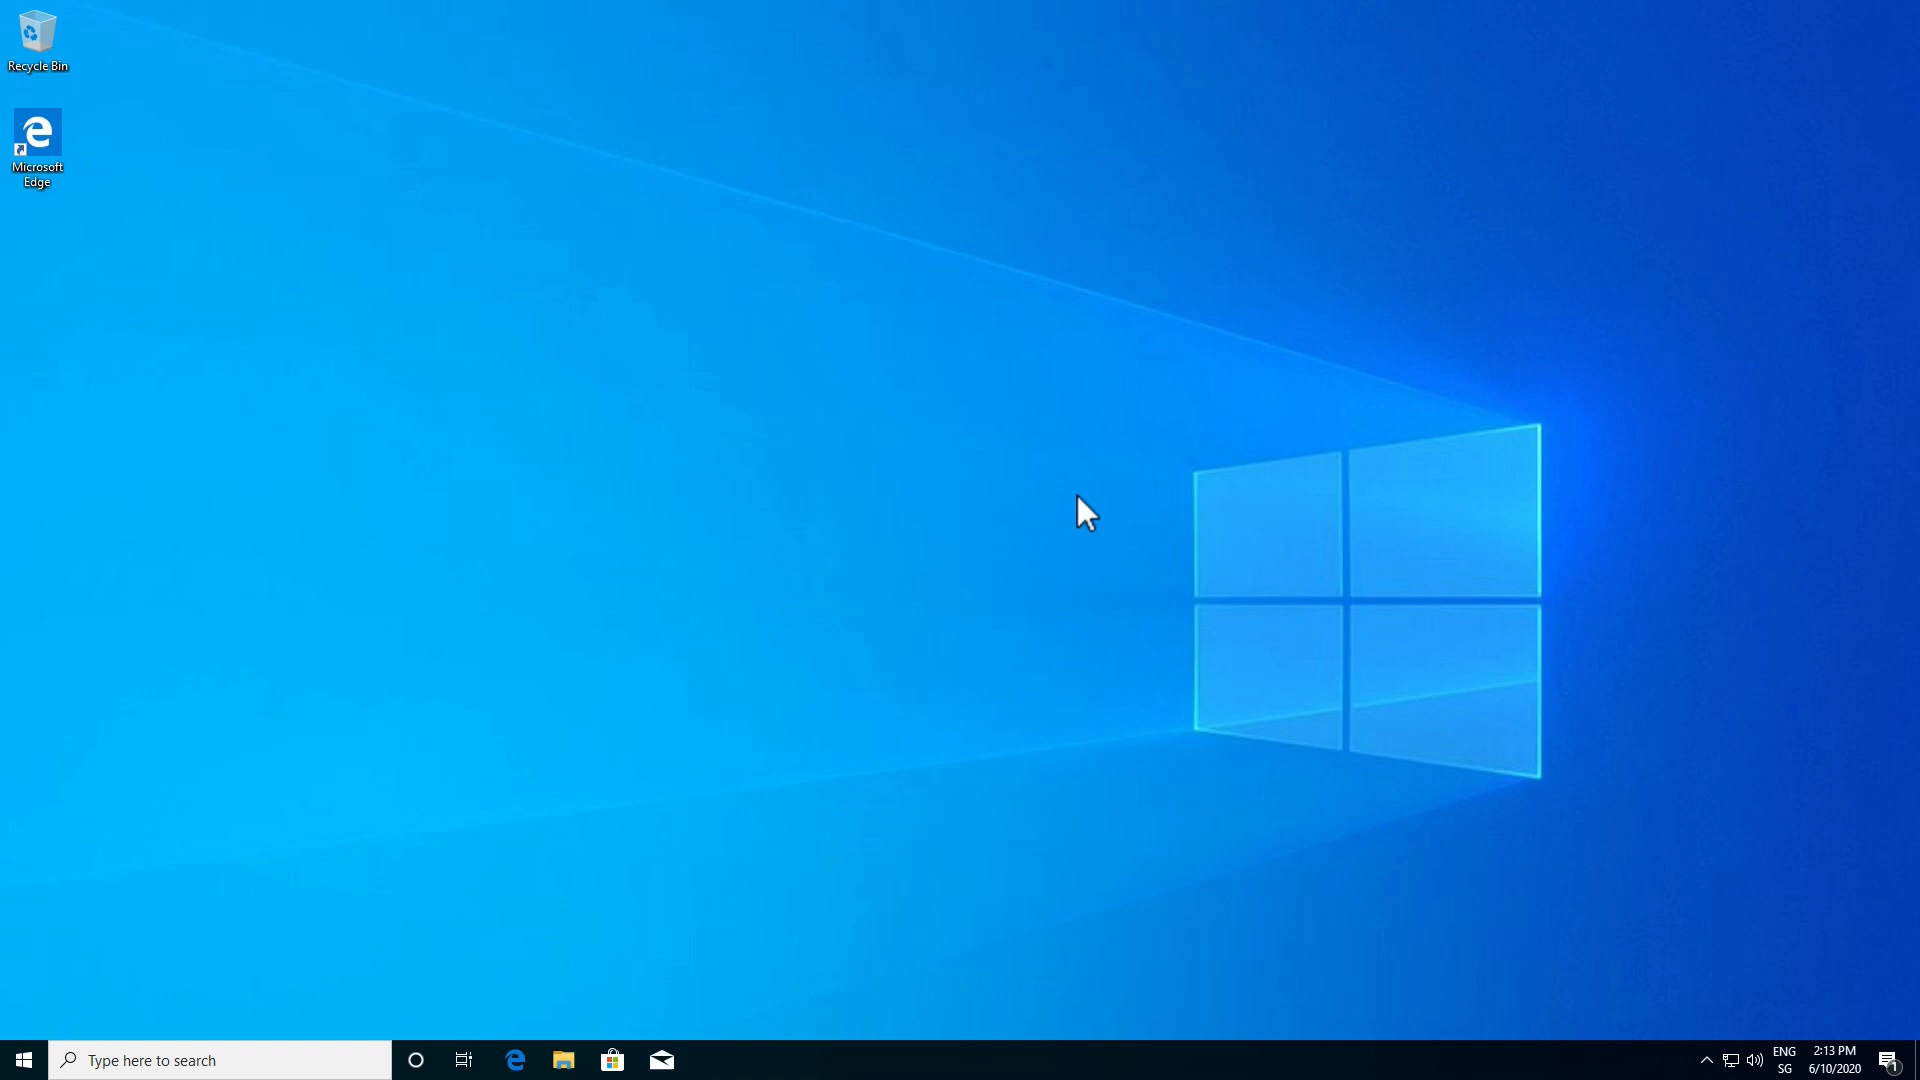 Recycle Bin
Microsoft
Edge
Type here to search
ENG
SG
2:13 PM
6/10/2020
1